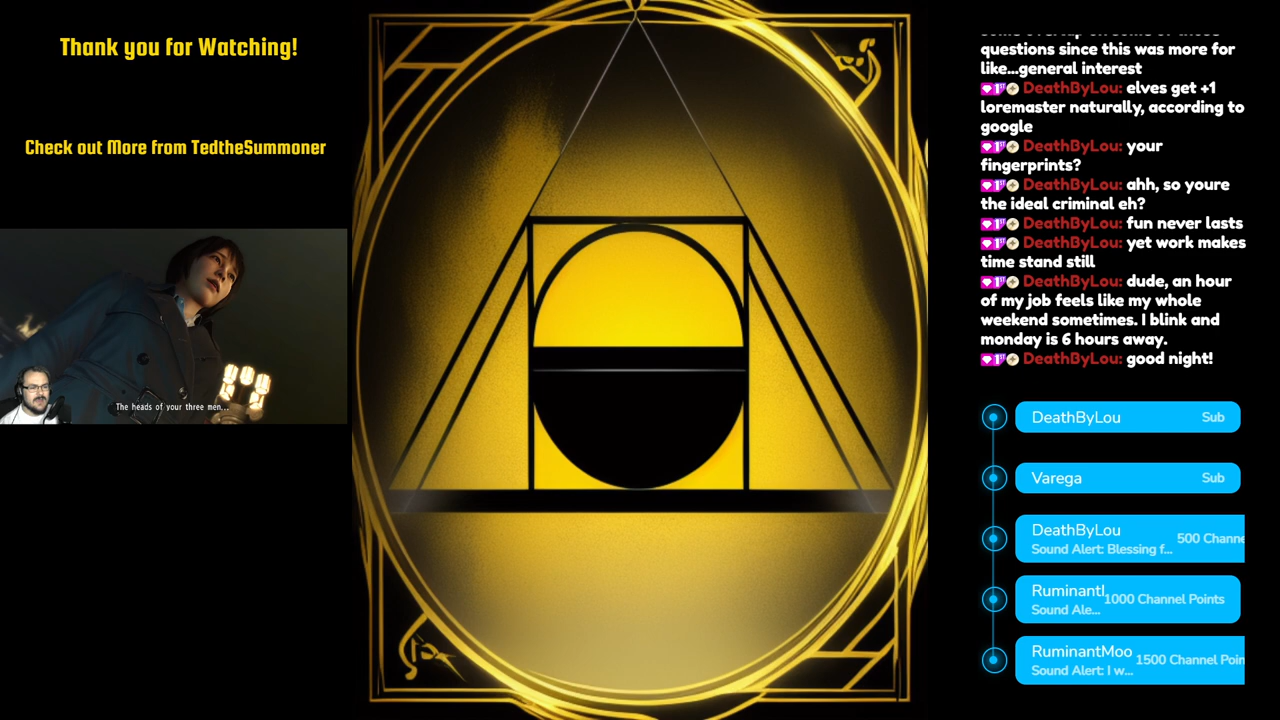 Thank you for Watching!
Check out More from TedtheSummoner
The heads of your three men...
questions since this was more for
like...general interest
DeathByLou: elves get +1
loremaster naturally, according to
google
DeathByLou: your
fingerprints?
DeathByLou: ahh, so youre
the ideal criminal eh?
DeathByLou: fun never lasts
DeathByLou: yet work makes
time stand still
DeathByLou: dude, an hour
of my job feels like my whole
weekend sometimes. I blink and
monday is 6 hours away.
DeathByLou: good night!
DeathByLou Sub
Varega Sub
DeathByLou
Sound Alert: Blessing f... 500 Channe
Ruminant
Sound Ale... 1000 Channel Points
RuminantMoo
Sound Alert: I w... 1500 Channel Poin